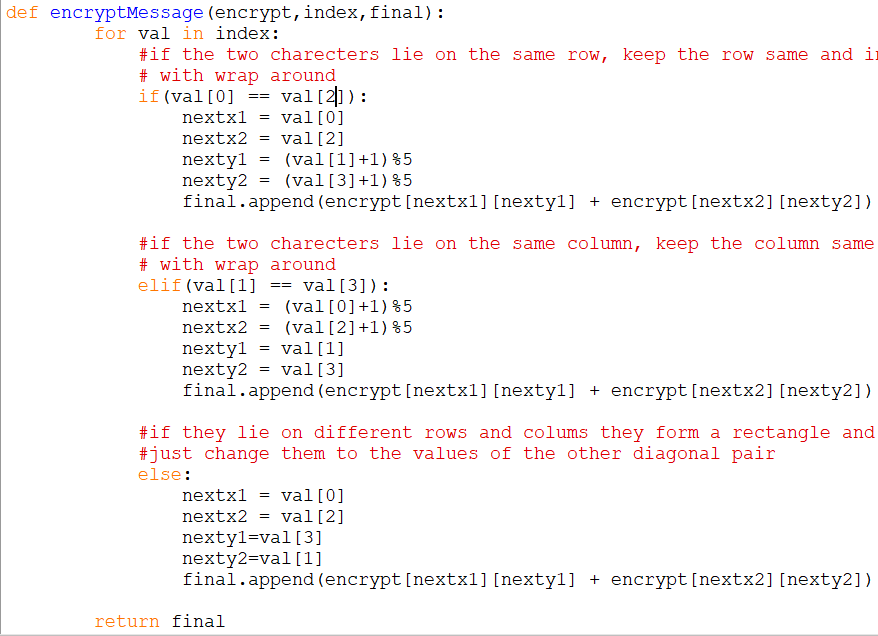 def encryptMessage(encrypt,index,final):
for val in index:
#if the two charecters lie on the same row, keep the row same and
# with wrap around
if(val[0] == val[2]):
nextx1 = val[0]
nextx2 = val[2]
nexty1 = (val[1]+1)%5
nexty2 = (val[3]+1)%5
final.append(encrypt[nextx1][nexty1] + encrypt[nextx2][nexty2])
#if the two charecters lie on the same column, keep the column same
# with wrap around
elif(val[1] == val[3]):
nextx1 = (val[0]+1)%5
nextx2 = (val[2]+1)%5
nexty1 = val[1]
nexty2 = val[3]
final.append(encrypt[nextx1][nexty1] + encrypt[nextx2][nexty2])
#if they lie on different rows and colums they form a rectangle and
#just change them to the values of the other diagonal pair
else:
nextx1 = val[0]
nextx2 = val[2]
nexty1=val[3]
nexty2=val[1]
final.append(encrypt[nextx1][nexty1] + encrypt[nextx2][nexty2])
return final